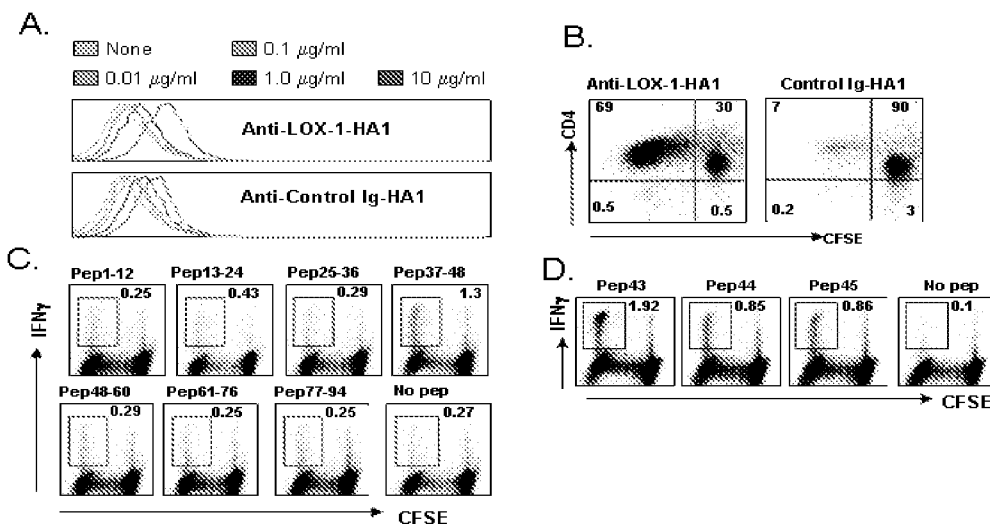 A.
None
0.1 µg/ml
0.01 µg/ml
1.0 µg/ml
10 µg/ml
Anti-LOX-1-HA1
Anti-Control Ig-HA1
B.
Anti-LOX-1-HA1
Control Ig-HA1
69
30
0.5
0.5
7
90
0.2
3
CD4
CFSE
C.
Pep1-12
Pep13-24
Pep25-36
Pep37-48
0.25
0.43
0.29
1.3
IFNγ
Pep48-60
Pep61-76
Pep77-94
No pep
0.29
0.25
0.25
0.27
CFSE
D.
Pep43
Pep44
Pep45
No pep
1.92
0.85
0.86
0.1
IFNγ
CFSE